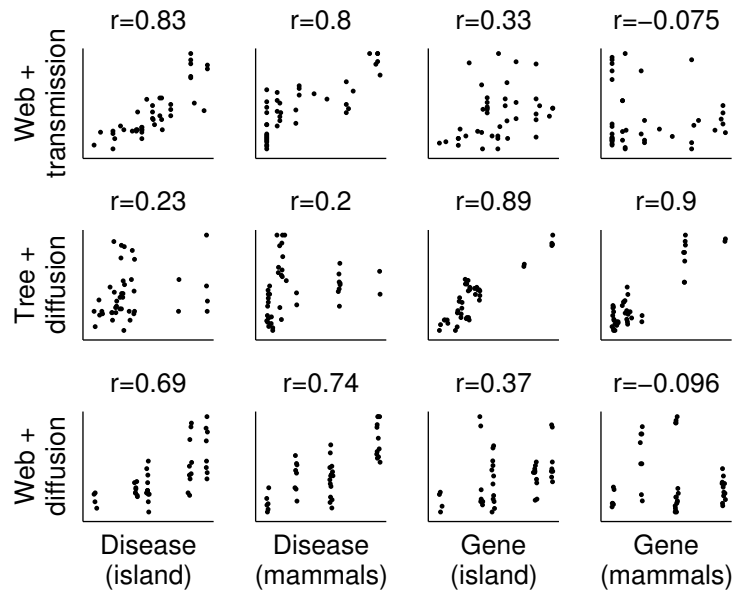 r=0.83 r=0.8 r=0.33 r=−0.075
Web +
transmission
r=0.23 r=0.2 r=0.89 r=0.9
Tree +
diffusion
r=0.69 r=0.74 r=0.37 r=−0.096
Web +
diffusion
Disease Disease Gene Gene
(island) (mammals) (island) (mammals)